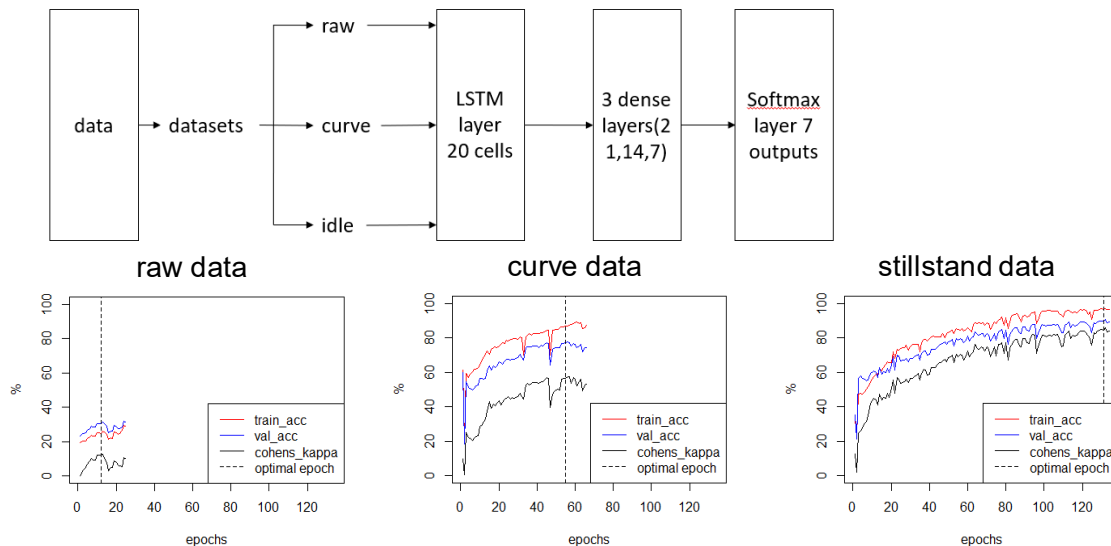 raw
data
datasets
curve
idle
LSTM
layer
20 cells
3 dense
layers(2
1,14,7)
Softmax
layer 7
outputs
raw data
curve data
stillstand data
100
80
60
40
20
0
%
0 20 40 60 80 100 120
epochs
train_acc
val_acc
cohens_kappa
optimal epoch
100
80
60
40
20
0
%
0 20 40 60 80 100 120
epochs
train_acc
val_acc
cohens_kappa
optimal epoch
100
80
60
40
20
0
%
0 20 40 60 80 100 120
epochs
train_acc
val_acc
cohens_kappa
optimal epoch